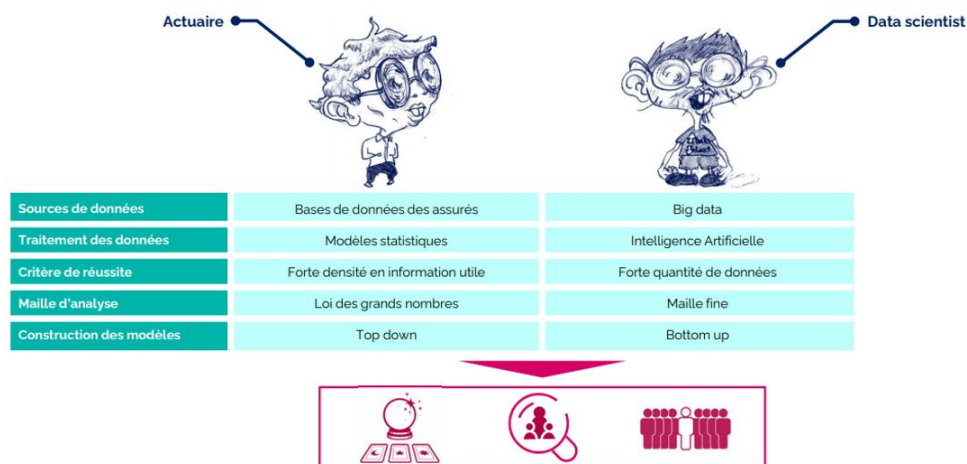 Actuaire
Data scientist
Sources de données
Bases de données des assurés
Big data
Traitement des données
Modèles statistiques
Intelligence Artificielle
Critère de réussite
Forte densité en information utile
Forte quantité de données
Maille d'analyse
Loi des grands nombres
Maille fine
Construction des modèles
Top down
Bottom up